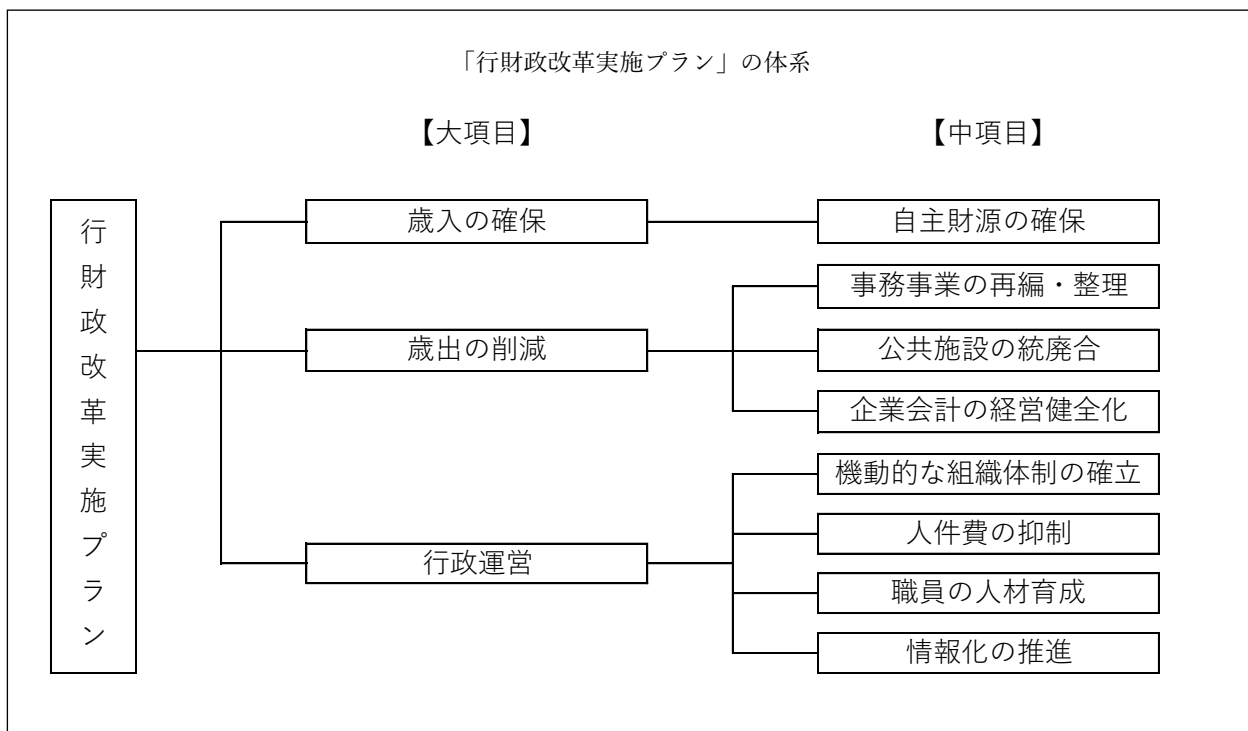 「行財政改革実施プラン」の体系
【大項目】
【中項目】
行財政改革実施プラン
歳入の確保
自主財源の確保
歳出の削減
事務事業の再編・整理
公共施設の統廃合
企業会計の経営健全化
行政運営
機動的な組織体制の確立
人件費の抑制
職員の人材育成
情報化の推進